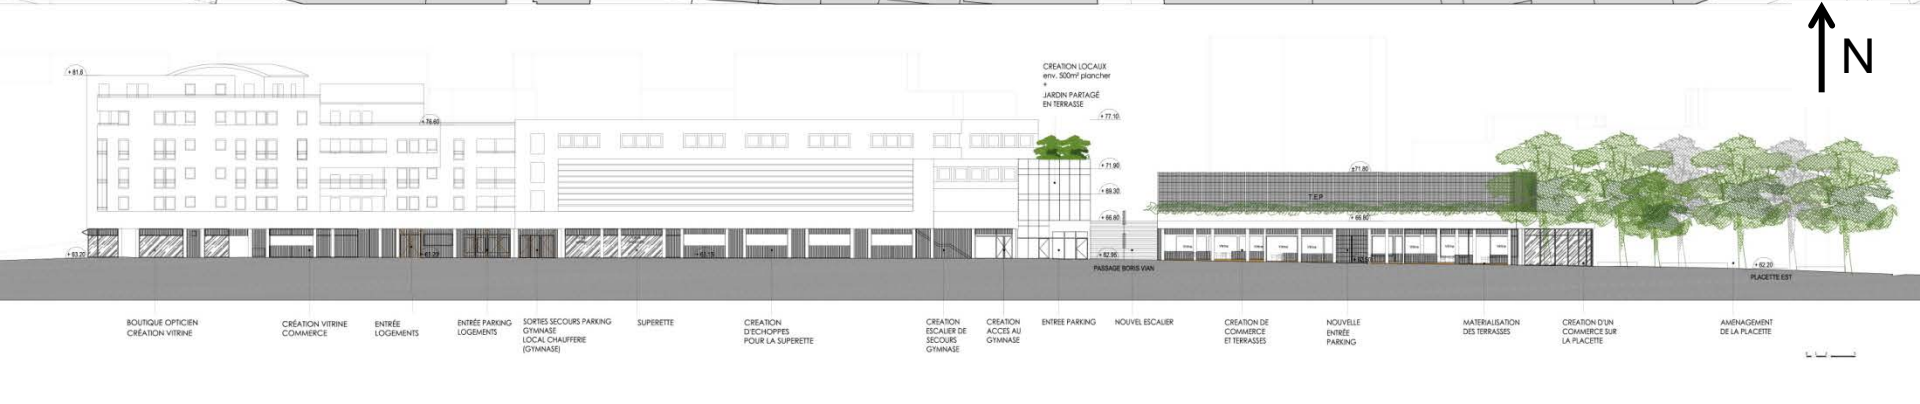 N
CREATION LOCAUX
env. 500m² plancher
+
JARDIN PARTAGÉ
EN TERRASSE
+ 81.6
+ 76.60
+ 77.10
+ 71.90
+ 69.30
+ 66.80
±71.80
T.E.P
+ 66.80
+ 63.20
+ 63.20
+ 62.95
+ 62.20
PASSAGE BORIS VIAN
PLACETTE EST
BOUTIQUE OPTICIEN
CRÉATION VITRINE
CRÉATION VITRINE
COMMERCE
ENTRÉE
LOGEMENTS
ENTRÉE PARKING
LOGEMENTS
SORTIES SECOURS PARKING
GYMNASE
LOCAL CHAUFFERIE
(GYMNASE)
SUPERETTE
CREATION
D'ECHOPPES
POUR LA SUPERETTE
CREATION
ESCALIER DE
SECOURS
GYMNASE
CREATION
ACCES AU
GYMNASE
ENTREE PARKING
NOUVEL ESCALIER
CREATION DE
COMMERCE
ET TERRASSES
NOUVELLE
ENTRÉE
PARKING
MATERIALISATION
DES TERRASSES
CREATION D'UN
COMMERCE SUR
LA PLACETTE
AMENAGEMENT
DE LA PLACETTE